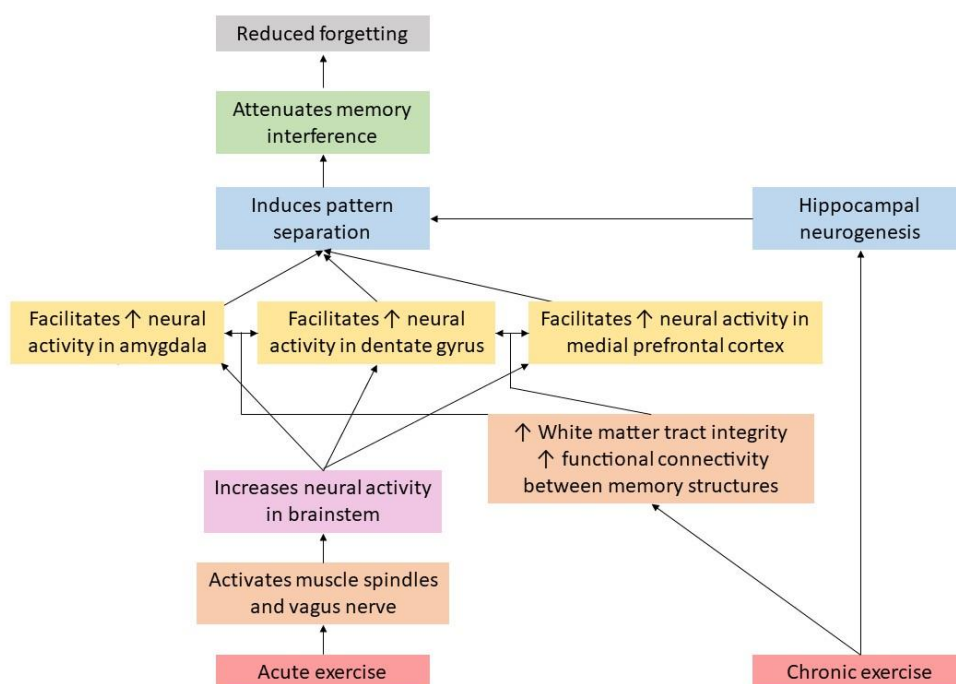 Reduced forgetting
Attenuates memory
interference
Induces pattern
separation
Hippocampal
neurogenesis
Facilitates ↑ neural
activity in amygdala
Facilitates ↑ neural
activity in dentate gyrus
Facilitates ↑ neural activity in
medial prefrontal cortex
↑ White matter tract integrity
↑ functional connectivity
between memory structures
Increases neural activity
in brainstem
Activates muscle spindles
and vagus nerve
Acute exercise
Chronic exercise